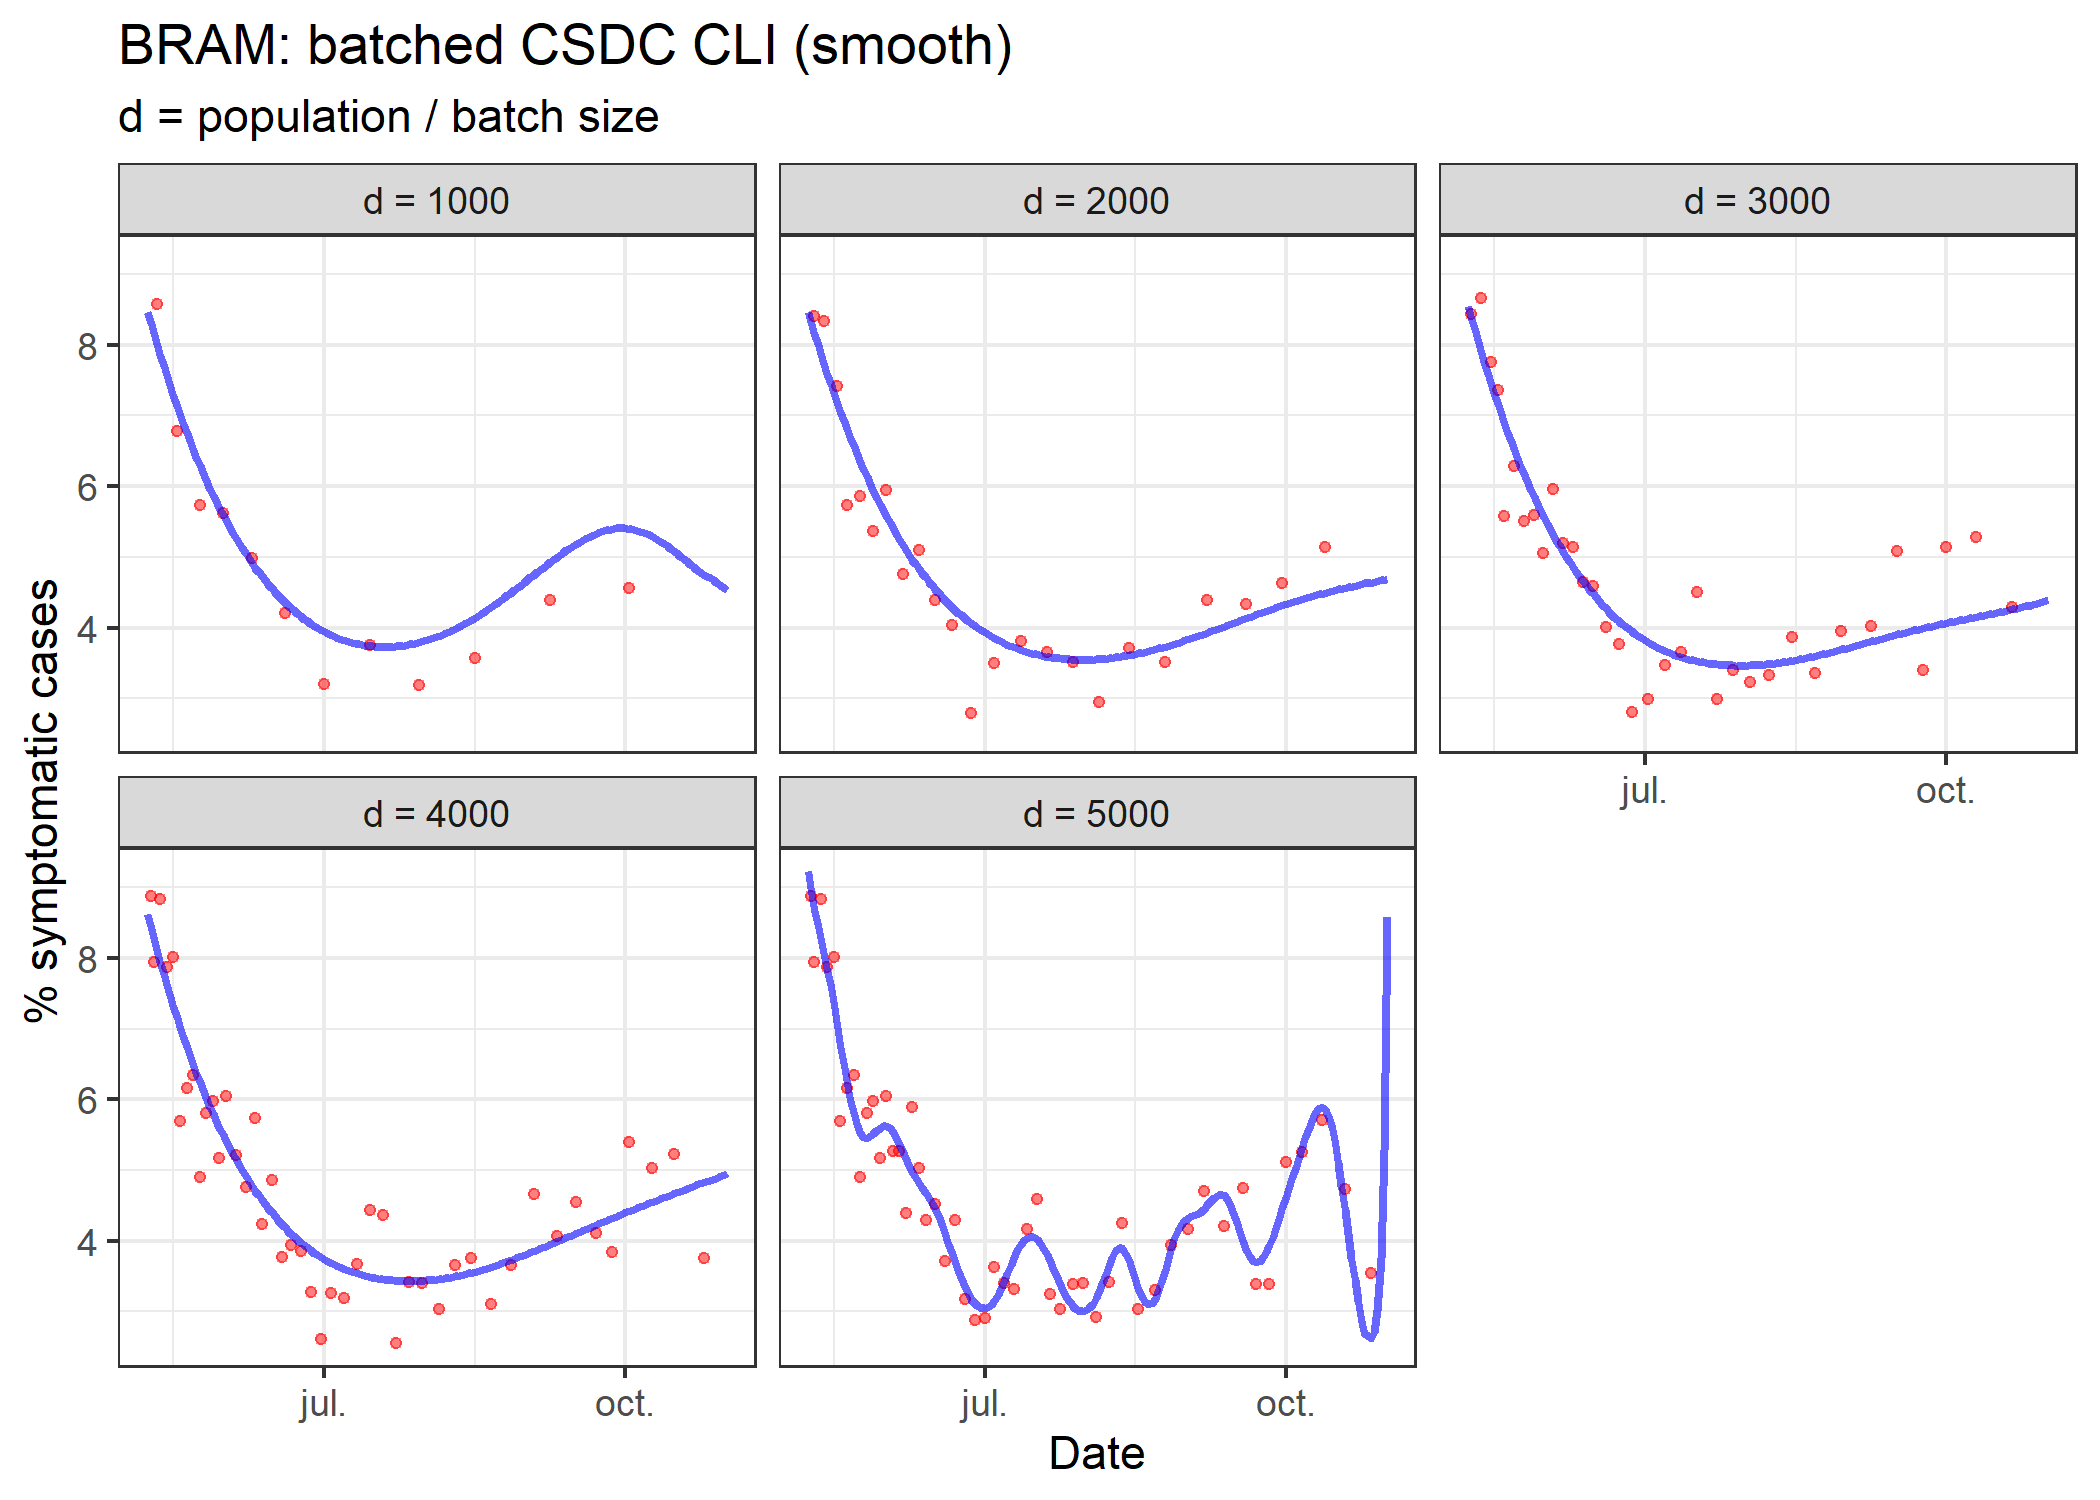 BRAM: batched CSDC CLI (smooth)
d = population / batch size
d = 1000
d = 2000
d = 3000
8
6
4
jul.
oct.
% symptomatic cases
d = 4000
d = 5000
8
6
4
jul.
oct.
jul.
oct.
Date